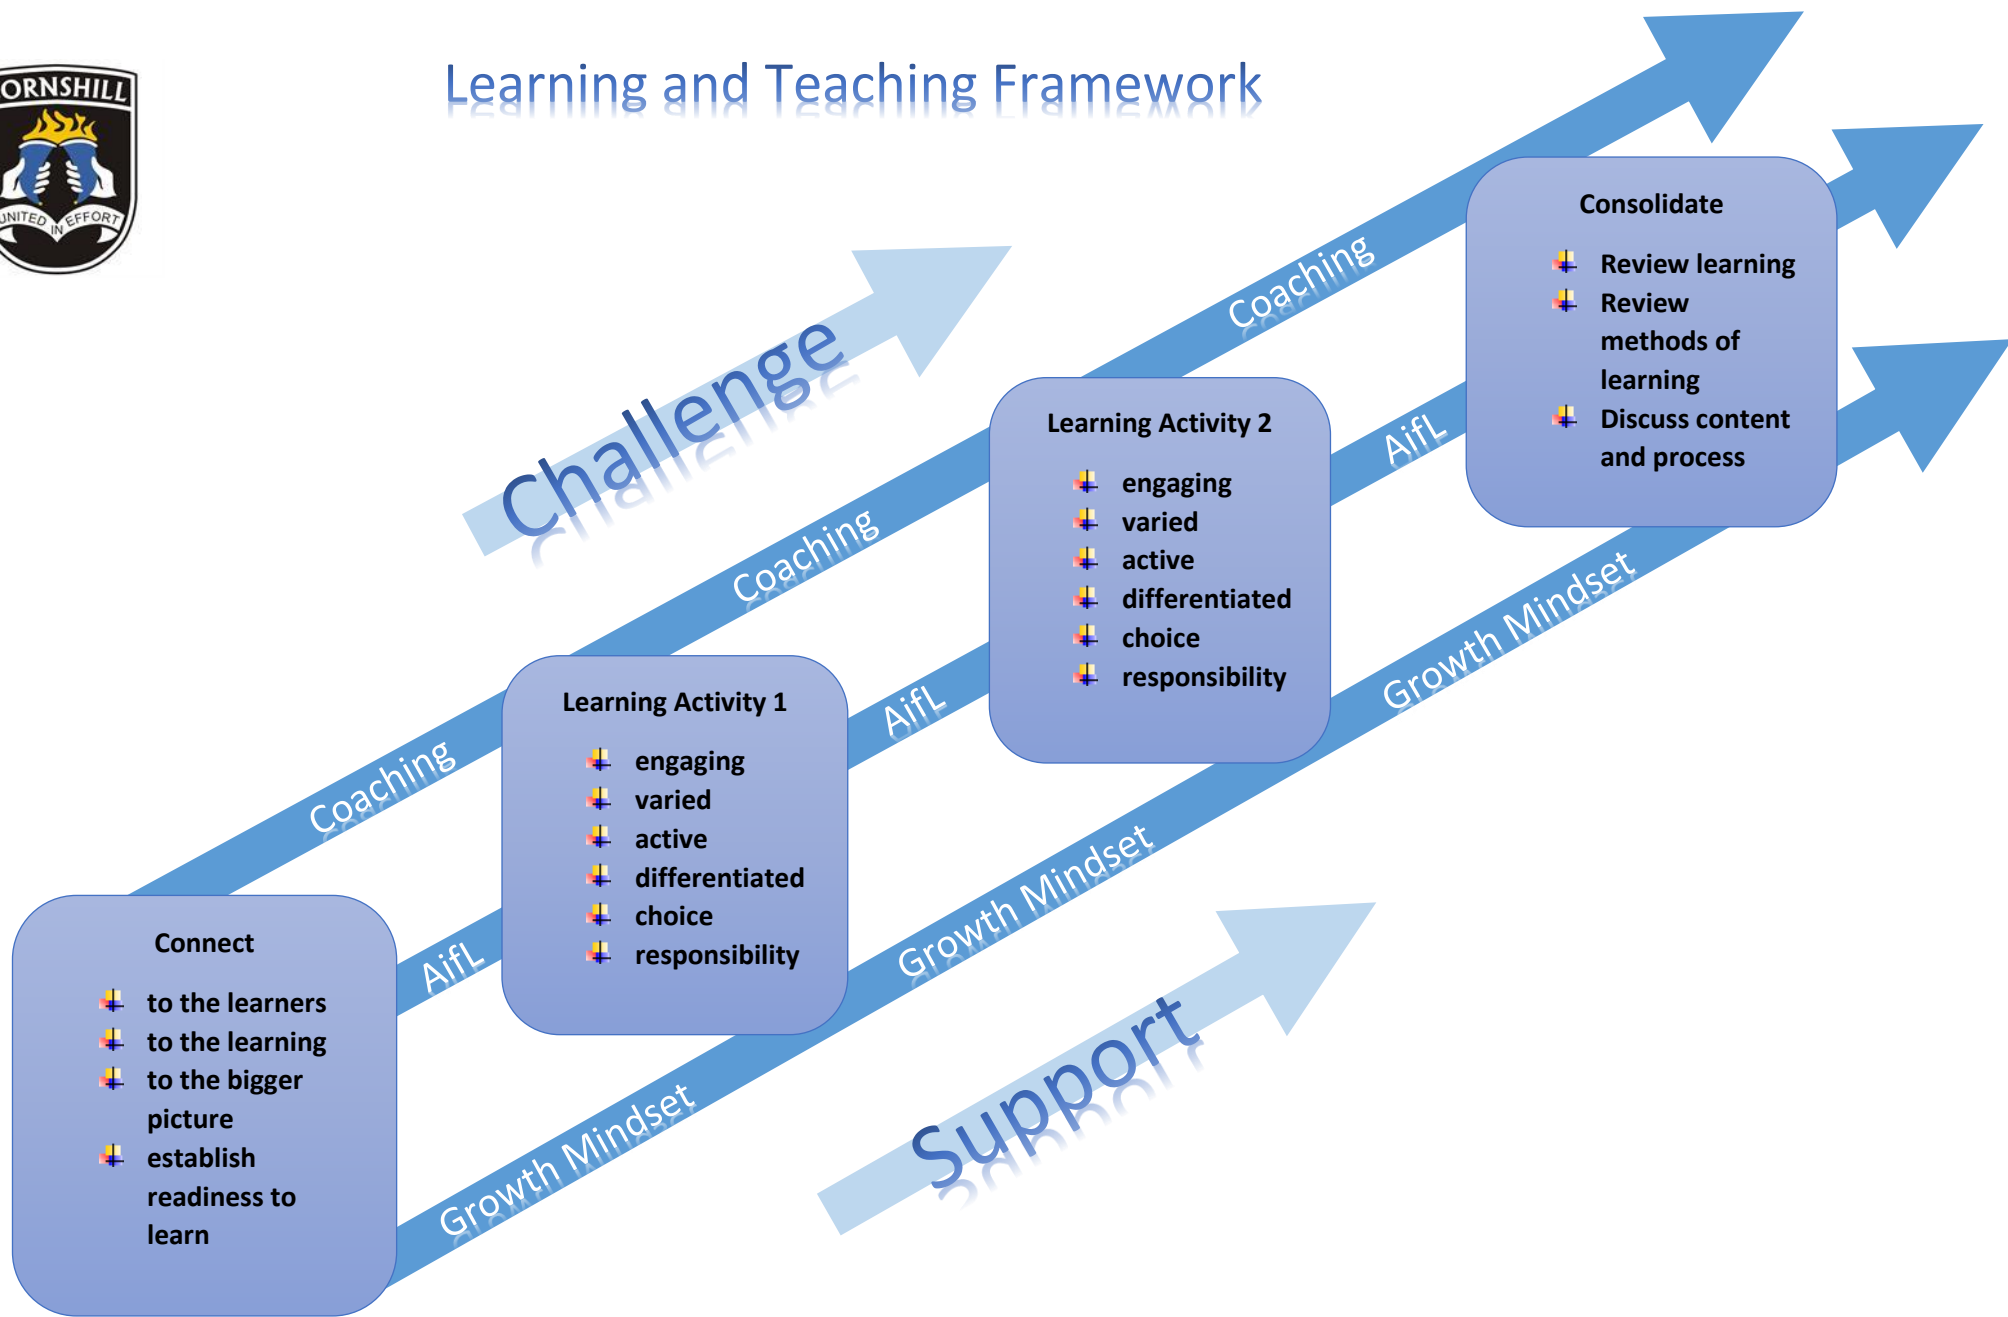 ORNSHILL
UNITED IN EFFORT
Learning and Teaching Framework
Challenge
Support
Coaching
Coaching
Coaching
AifL
AifL
AifL
Growth Mindset
Growth Mindset
Growth Mindset
Connect
to the learners
to the learning
to the bigger
picture
establish
readiness to
learn
Learning Activity 1
engaging
varied
active
differentiated
choice
responsibility
Learning Activity 2
engaging
varied
active
differentiated
choice
responsibility
Consolidate
Review learning
Review
methods of
learning
Discuss content
and process